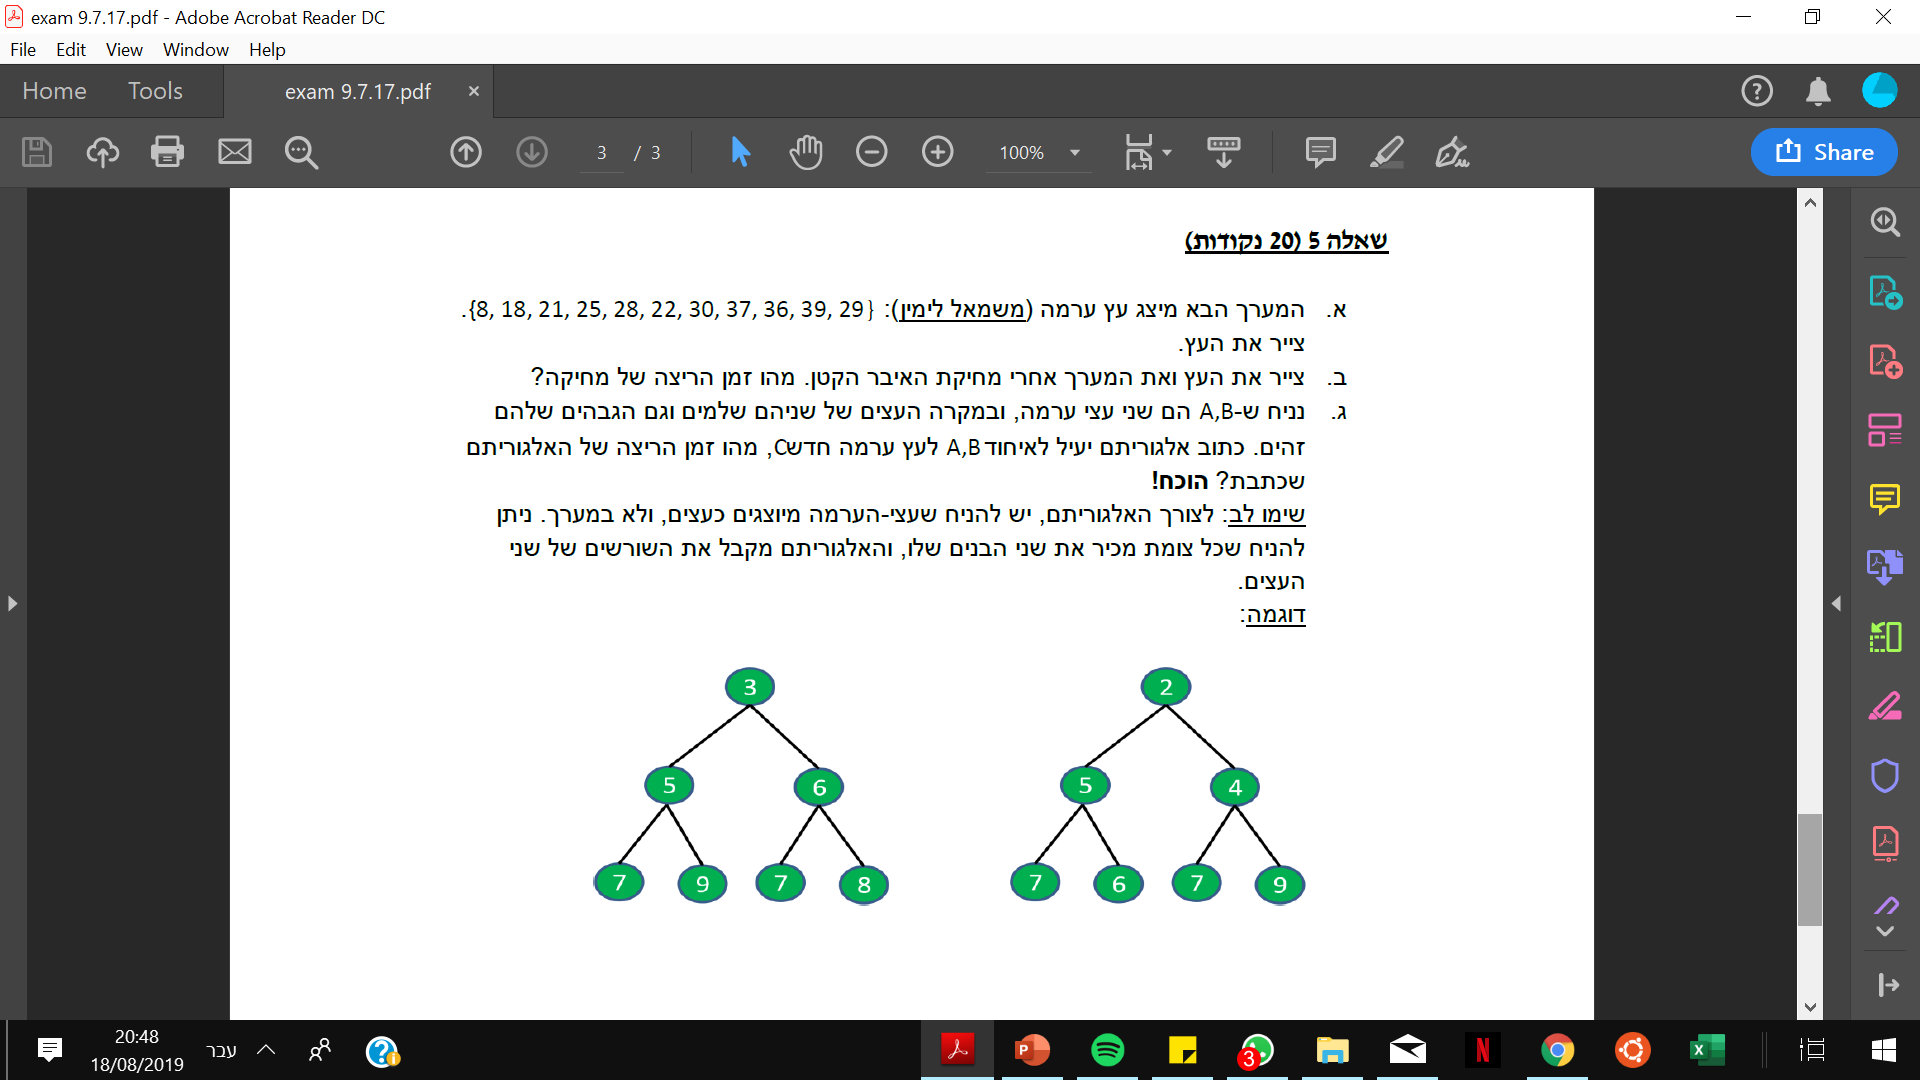 exam 9.7.17.pdf - Adobe Acrobat Reader DC
File Edit View Window Help
Home Tools exam 9.7.17.pdf ×
3 / 3 100% Share
שאלה 5 (20 נקודות)
א. המערך הבא מיצג עץ ערמה (משמאל לימין): {8, 18, 21, 25, 28, 22, 30, 37, 36, 39, 29}.
צייר את העץ.
ב. צייר את העץ ואת המערך אחרי מחיקת האיבר הקטן. מהו זמן הריצה של מחיקה?
ג. נניח ש-A,B הם שני עצי ערמה, ובמקרה העצים של שניהם שלמים וגם הגבהים שלהם
זהים. כתוב אלגוריתם יעיל לאיחוד A,B לעץ ערמה חדש C, מהו זמן הריצה של האלגוריתם
שכתבת? הוכח!
שימו לב: לצורך האלגוריתם, יש להניח שעצי-הערמה מיוצגים כעצים, ולא במערך. ניתן
להניח שכל צומת מכיר את שני הבנים שלו, והאלגוריתם מקבל את השורשים של שני
העצים.
דוגמה:
3 2
5 6 5 4
7 9 7 8 7 6 7 9
20:48
18/08/2019
עבר
3